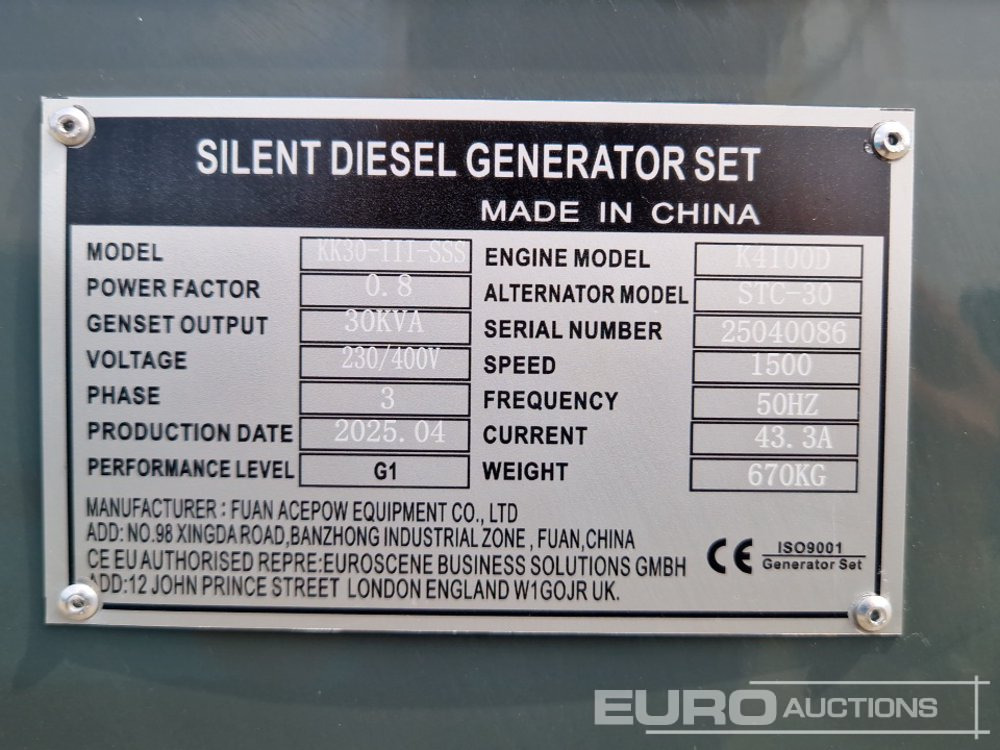 SILENT DIESEL GENERATOR SET
MADE IN CHINA
MODEL KK30-III-SSS ENGINE MODEL K4100D
POWER FACTOR 0.8 ALTERNATOR MODEL STC-30
GENSET OUTPUT 30KVA SERIAL NUMBER 25040086
VOLTAGE 230/400V SPEED 1500
PHASE 3 FREQUENCY 50HZ
PRODUCTION DATE 2025.04 CURRENT 43.3A
PERFORMANCE LEVEL G1 WEIGHT 670KG
MANUFACTURER: FUAN ACEPOW EQUIPMENT CO., LTD
ADD: NO.98 XINGDA ROAD,BANZHONG INDUSTRIAL ZONE , FUAN,CHINA
CE EU AUTHORISED REPRE:EUROSCENE BUSINESS SOLUTIONS GMBH
ADD:12 JOHN PRINCE STREET LONDON ENGLAND W1GOJR UK.
CE ISO9001
Generator Set
EURO AUCTIONS